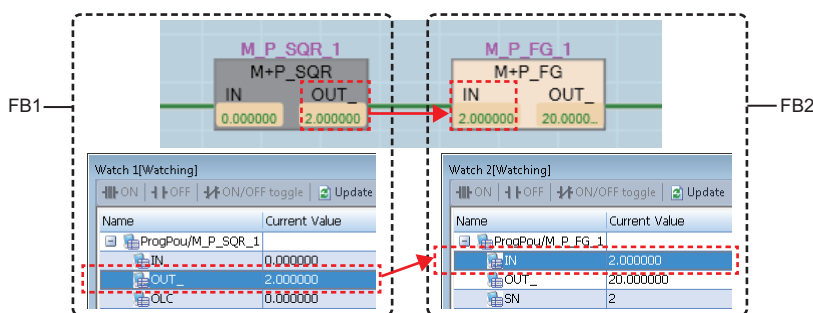 M_P_SQR_1
M+P_SQR
IN OUT_
0.000000 2.000000
M_P_FG_1
M+P_FG
IN OUT_
2.000000 20.0000...
FB1
FB2
Watch 1[Watching]
ON OFF ON/OFF toggle Update
Name Current Value
ProgPou/M_P_SQR_1
IN 0.000000
OUT_ 2.000000
OLC 0.000000
Watch 2[Watching]
ON OFF ON/OFF toggle Update
Name Current Value
ProgPou/M_P_FG_1
IN 2.000000
OUT_ 20.000000
SN 2